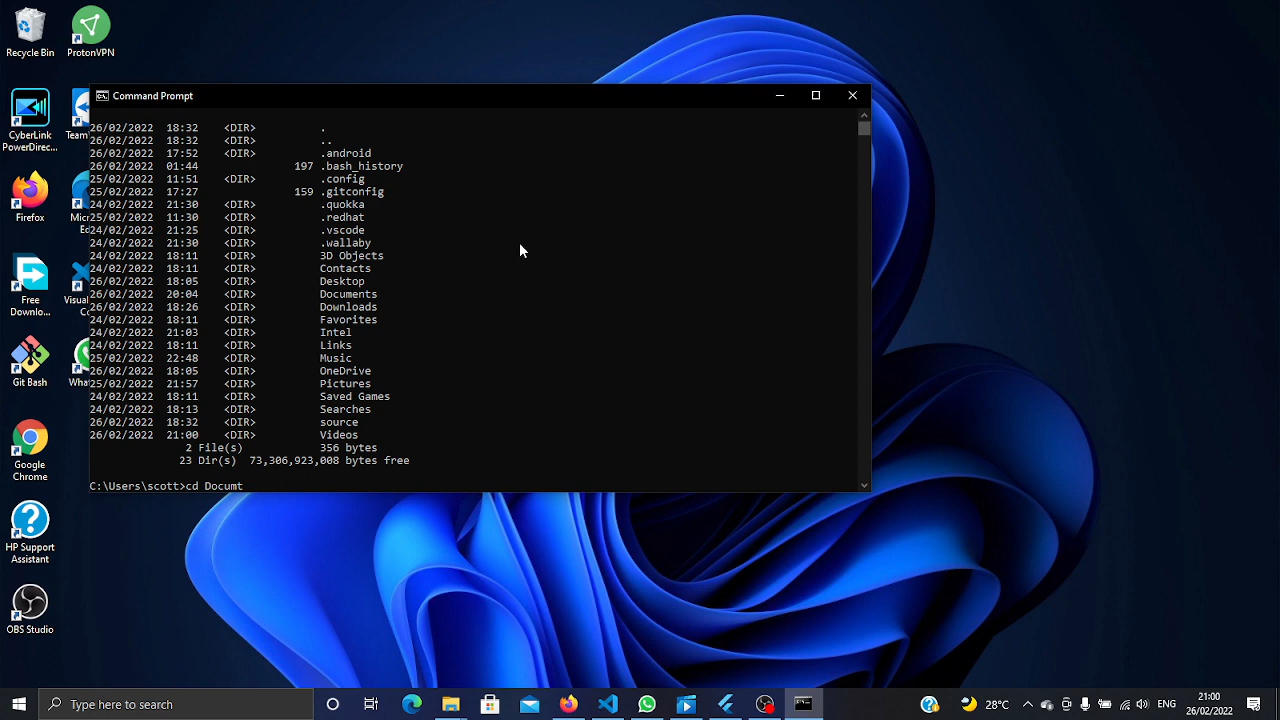 Recycle Bin
ProtonVPN
CyberLink
PowerDirec...
Team
Firefox
Micr
Ed
Free
Downlo...
Visual
Co
Git Bash
What
Google
Chrome
HP Support
Assistant
OBS Studio
Command Prompt
26/02/2022 18:32 <DIR> .
26/02/2022 18:32 <DIR> ..
26/02/2022 17:52 <DIR> .android
26/02/2022 01:44 197 .bash_history
25/02/2022 11:51 <DIR> .config
25/02/2022 17:27 159 .gitconfig
24/02/2022 21:30 <DIR> .quokka
25/02/2022 11:30 <DIR> .redhat
24/02/2022 21:25 <DIR> .vscode
24/02/2022 21:30 <DIR> .wallaby
24/02/2022 18:11 <DIR> 3D Objects
24/02/2022 18:11 <DIR> Contacts
26/02/2022 18:05 <DIR> Desktop
26/02/2022 20:04 <DIR> Documents
26/02/2022 18:26 <DIR> Downloads
24/02/2022 18:11 <DIR> Favorites
24/02/2022 21:03 <DIR> Intel
24/02/2022 18:11 <DIR> Links
25/02/2022 22:48 <DIR> Music
26/02/2022 18:05 <DIR> OneDrive
25/02/2022 21:57 <DIR> Pictures
24/02/2022 18:11 <DIR> Saved Games
24/02/2022 18:13 <DIR> Searches
26/02/2022 18:32 <DIR> source
26/02/2022 21:00 <DIR> Videos
2 File(s) 356 bytes
23 Dir(s) 73,306,923,008 bytes free
C:\Users\scott>cd Documt
Type here to search
28°C
ENG
21:00
26/02/2022